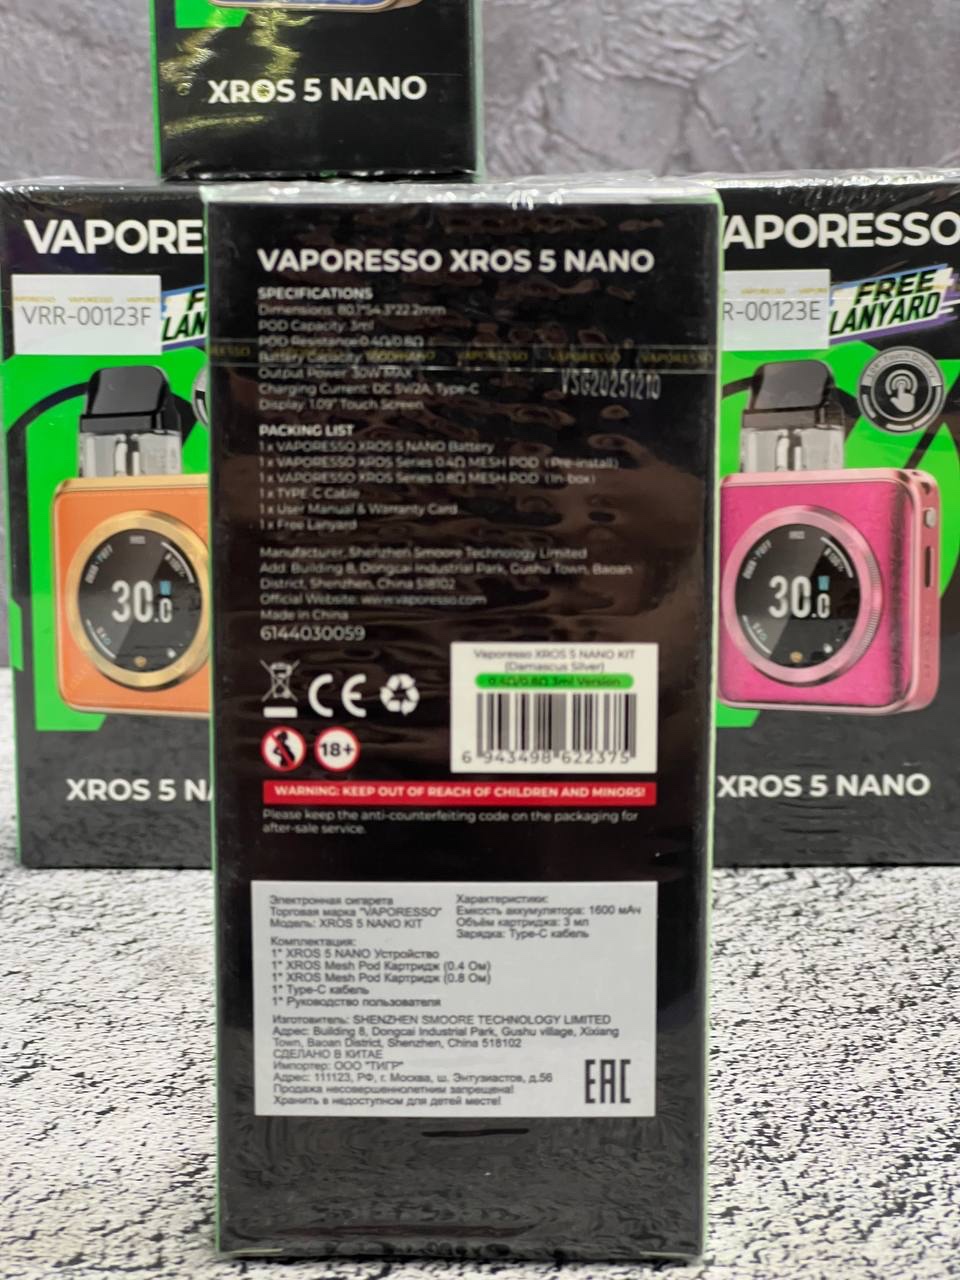 XROS 5 NANO
VAPORE
VRR-00123F
LAN
VAPORESSO XROS 5 NANO
SPECIFICATIONS
Dimensions: 80.1*54.3*22.2mm
POD Capacity: 3ml
POD Resistance: 0.4Ω/0.8Ω
Battery Capacity: 1600mAh
Output Power: 30W MAX
Charging Current: DC 5V/2A, Type-C
Display: 1.09" Touch Screen
VSG20251210
PACKING LIST
1 x VAPORESSO XROS 5 NANO Battery
1 x VAPORESSO XROS Series 0.4Ω MESH POD (Pre-install)
1 x VAPORESSO XROS Series 0.8Ω MESH POD (In-box)
1 x TYPE-C Cable
1 x User Manual & Warranty Card
1 x Free Lanyard
Manufacturer: Shenzhen Smoore Technology Limited
Add: Building 8, Dongcai Industrial Park, Gushu Town, Baoan
District, Shenzhen, China 518102
Official Website: www.vaporesso.com
Made in China
6144030059
CE
18+
Vaporesso XROS 5 NANO KIT
(Damascus Silver)
0.4Ω/0.8Ω 3ml Version
6 943498 622375
WARNING: KEEP OUT OF REACH OF CHILDREN AND MINORS!
Please keep the anti-counterfeiting code on the packaging for
after-sale service.
Электронная сигарета
Торговая марка "VAPORESSO"
Модель: XROS 5 NANO KIT
Характеристики:
Емкость аккумулятора: 1600 мАч
Объём картриджа: 3 мл
Зарядка: Type-C кабель
Комплектация:
1* XROS 5 NANO Устройство
1* XROS Mesh Pod Картридж (0.4 Ом)
1* XROS Mesh Pod Картридж (0.8 Ом)
1* Type-C кабель
1* Руководство пользователя
Изготовитель: SHENZHEN SMOORE TECHNOLOGY LIMITED
Адрес: Building 8, Dongcai Industrial Park, Gushu village, Xixiang
Town, Baoan District, Shenzhen, China 518102
СДЕЛАНО В КИТАЕ
Импортер: ООО "ТИГР"
Адрес: 111123, РФ, г. Москва, ш. Энтузиастов, д.56
Продажа несовершеннолетним запрещена!
Хранить в недоступном для детей месте!
EAC
APORESSO
R-00123E
FREE
LANYARD
30.0
XROS 5 NA
30.0
XROS 5 NANO